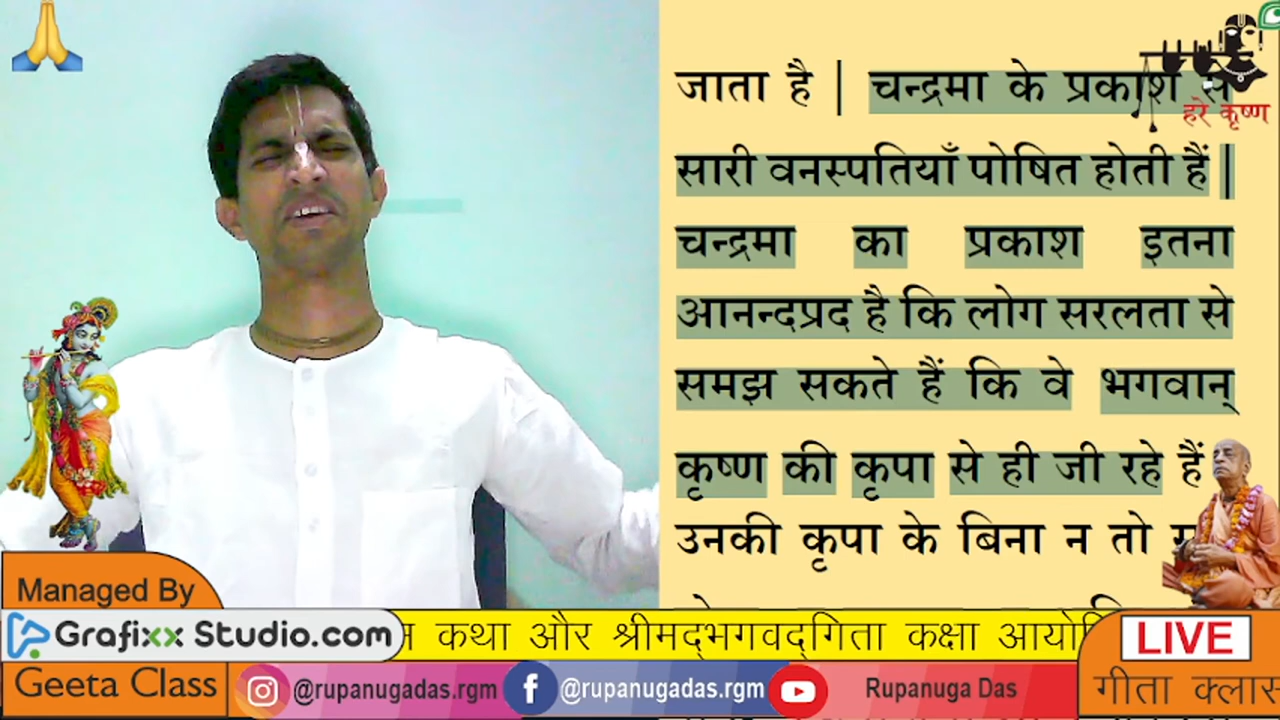 जाता है | चन्द्रमा के प्रकाश से
हरे कृष्ण
सारी वनस्पतियाँ पोषित होती हैं |
चन्द्रमा का प्रकाश इतना
आनन्दप्रद है कि लोग सरलता से
समझ सकते हैं कि वे भगवान्
कृष्ण की कृपा से ही जी रहे हैं
उनकी कृपा के बिना न तो
Managed By
Grafixx Studio.com
कथा और श्रीमद्भगवद्गिता कक्षा
LIVE
Geeta Class
@rupanugadas.rgm
@rupanugadas.rgm
Rupanuga Das
गीता क्लास